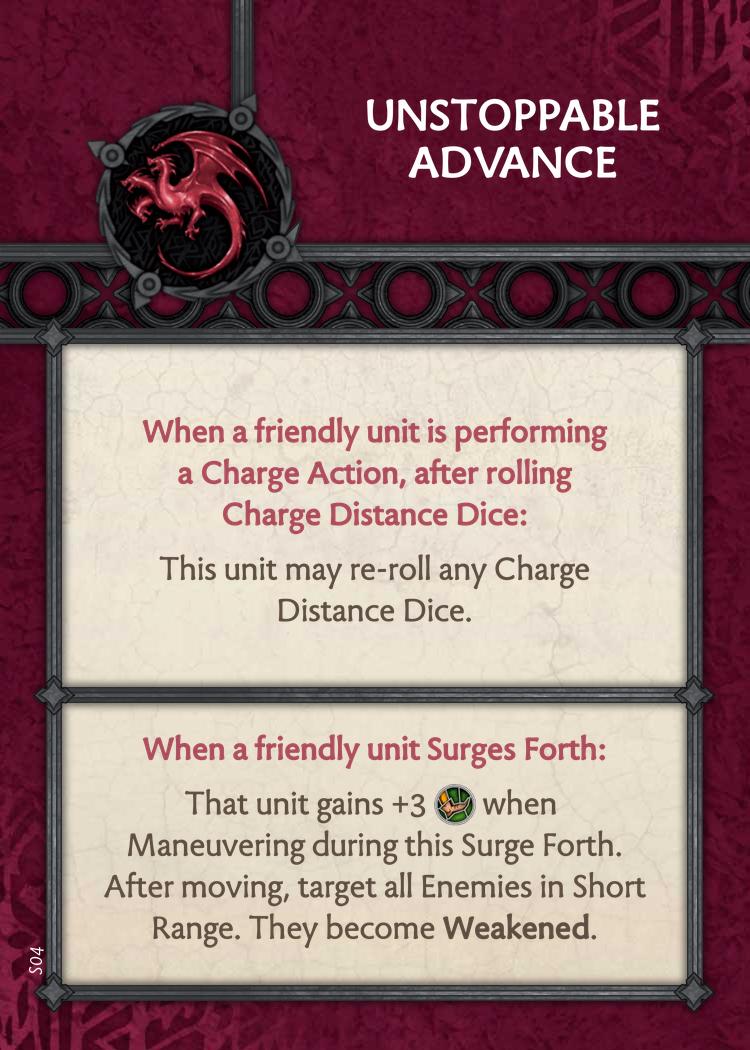 UNSTOPPABLE
ADVANCE
When a friendly unit is performing
a Charge Action, after rolling
Charge Distance Dice:
This unit may re-roll any Charge
Distance Dice.
When a friendly unit Surges Forth:
That unit gains +3 when
Maneuvering during this Surge Forth.
After moving, target all Enemies in Short
Range. They become Weakened.
S04